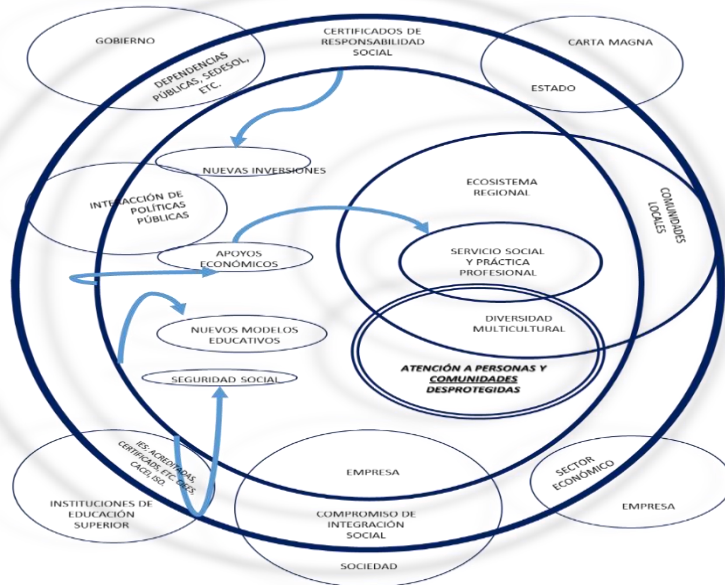 GOBIERNO
DEPENDENCIAS
PÚBLICAS, SEDESOL,
ETC.
CERTIFICADOS DE
RESPONSABILIDAD
SOCIAL
CARTA MAGNA
ESTADO
NUEVAS INVERSIONES
ECOSISTEMA
REGIONAL
COMUNIDADES
LOCALES
INTERACCIÓN DE
POLÍTICAS
PÚBLICAS
APOYOS
ECONÓMICOS
SERVICIO SOCIAL
Y PRÁCTICA
PROFESIONAL
NUEVOS MODELOS
EDUCATIVOS
DIVERSIDAD
MULTICULTURAL
SEGURIDAD SOCIAL
ATENCIÓN A PERSONAS Y
COMUNIDADES
DESPROTEGIDAS
IES: ACREDITADAS,
CERTIFICADS, ETC.
CACEI, ISO.
INSTITUCIONES DE
EDUCACIÓN
SUPERIOR
EMPRESA
COMPROMISO DE
INTEGRACIÓN
SOCIAL
SOCIEDAD
SECTOR
ECONÓMICO
EMPRESA